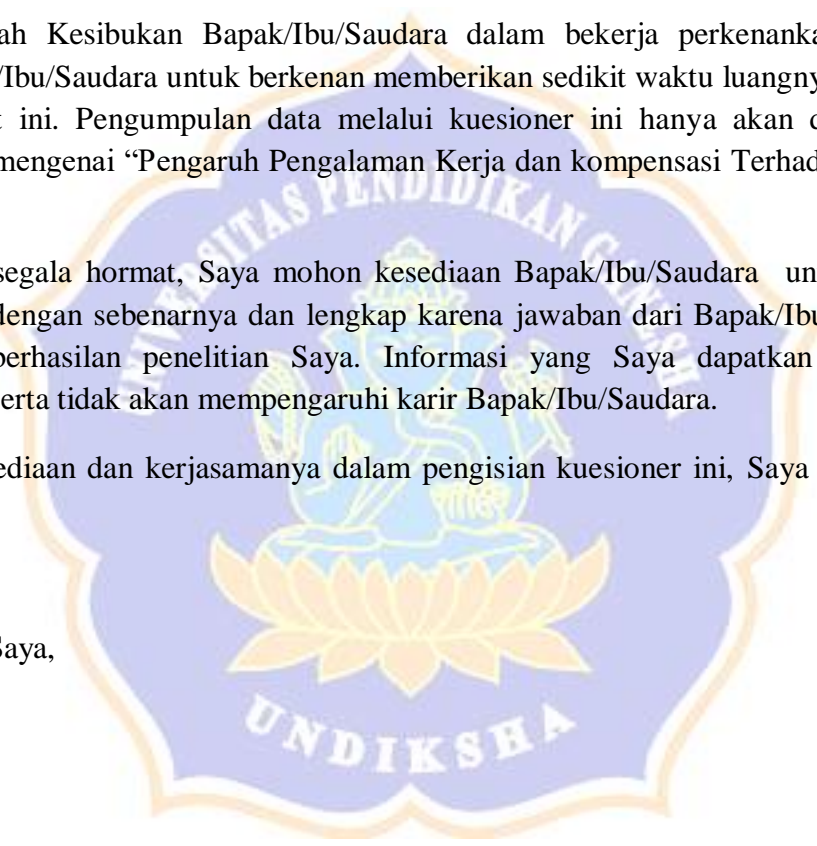 ah Kesibukan Bapak/Ibu/Saudara dalam bekerja perkenanka
/Ibu/Saudara untuk berkenan memberikan sedikit waktu luangny
t ini. Pengumpulan data melalui kuesioner ini hanya akan d
mengenai “Pengaruh Pengalaman Kerja dan kompensasi Terhad
segala hormat, Saya mohon kesediaan Bapak/Ibu/Saudara un
dengan sebenarnya dan lengkap karena jawaban dari Bapak/Ibu
berhasilan penelitian Saya. Informasi yang Saya dapatkan
erta tidak akan mempengaruhi karir Bapak/Ibu/Saudara.
ediaan dan kerjasamanya dalam pengisian kuesioner ini, Saya
Saya,
UNIVERSITAS PENDIDIKAN GANESHA
UNDIKSHA